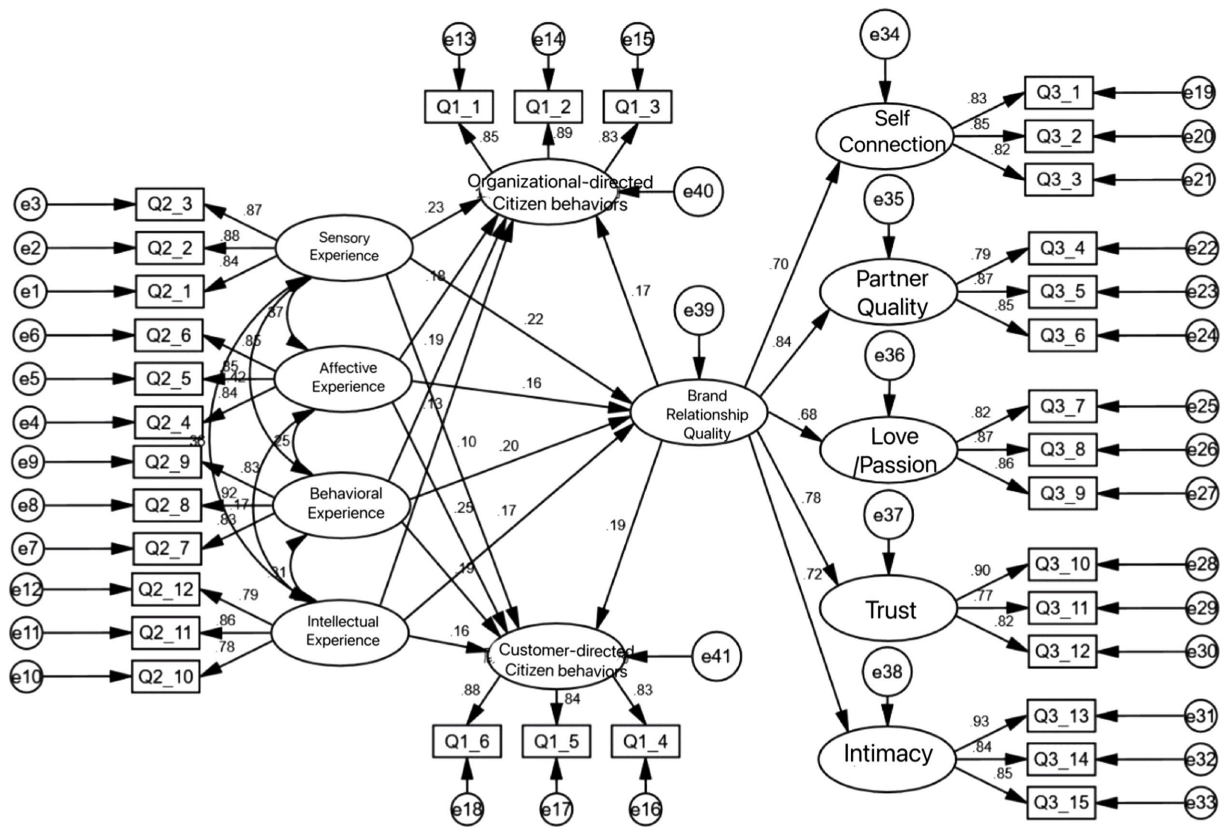 e13
e14
e15
Q1_1
Q1_2
Q1_3
.85
.89
.83
Organizational-directed
Citizen behaviors
e40
e3
Q2_3
e2
Q2_2
e1
Q2_1
.87
.88
.84
Sensory
Experience
e6
Q2_6
e5
Q2_5
e4
Q2_4
.85
.85
.84
Affective
Experience
e9
Q2_9
e8
Q2_8
e7
Q2_7
.83
.92
.83
Behavioral
Experience
e12
Q2_12
e11
Q2_11
e10
Q2_10
.79
.86
.78
Intellectual
Experience
.37
.42
.25
.17
.31
.23
.18
.19
.13
.22
.16
.20
.17
.10
.25
.19
.16
.17
.19
e39
Brand
Relationship
Quality
Customer-directed
Citizen behaviors
e41
.88
.84
.83
Q1_6
Q1_5
Q1_4
e18
e17
e16
.70
.84
.68
.78
.72
e34
Self
Connection
.83
.85
.82
Q3_1
e19
Q3_2
e20
Q3_3
e21
e35
Partner
Quality
.79
.87
.85
Q3_4
e22
Q3_5
e23
Q3_6
e24
e36
Love
/Passion
.82
.87
.86
Q3_7
e25
Q3_8
e26
Q3_9
e27
e37
Trust
.90
.77
.82
Q3_10
e28
Q3_11
e29
Q3_12
e30
e38
Intimacy
.93
.84
.85
Q3_13
e31
Q3_14
e32
Q3_15
e33